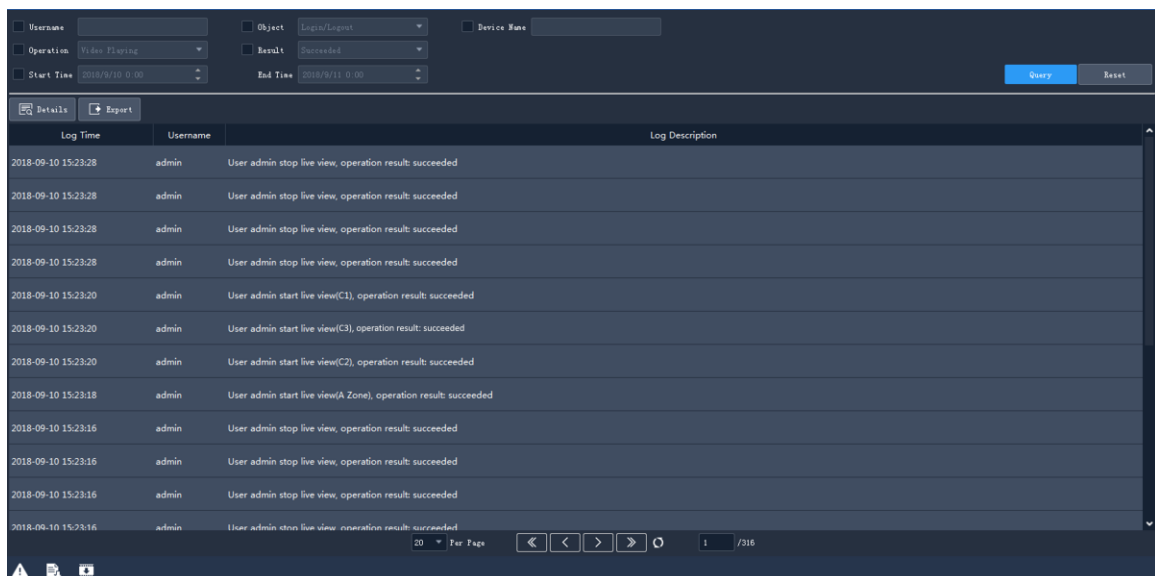 Username Object Login/Logout Device Name
Operation Video Playing Result Succeeded
Start Time 2018/9/10 0:00 End Time 2018/9/11 0:00 Query Reset
Details Export
Log Time Username Log Description
2018-09-10 15:23:28 admin User admin stop live view, operation result: succeeded
2018-09-10 15:23:28 admin User admin stop live view, operation result: succeeded
2018-09-10 15:23:28 admin User admin stop live view, operation result: succeeded
2018-09-10 15:23:28 admin User admin stop live view, operation result: succeeded
2018-09-10 15:23:20 admin User admin start live view(C1), operation result: succeeded
2018-09-10 15:23:20 admin User admin start live view(C3), operation result: succeeded
2018-09-10 15:23:20 admin User admin start live view(C2), operation result: succeeded
2018-09-10 15:23:18 admin User admin start live view(A Zone), operation result: succeeded
2018-09-10 15:23:16 admin User admin stop live view, operation result: succeeded
2018-09-10 15:23:16 admin User admin stop live view, operation result: succeeded
2018-09-10 15:23:16 admin User admin stop live view, operation result: succeeded
2018-09-10 15:23:16 admin User admin stop live view, operation result: succeeded
20 Per Page 1 /316